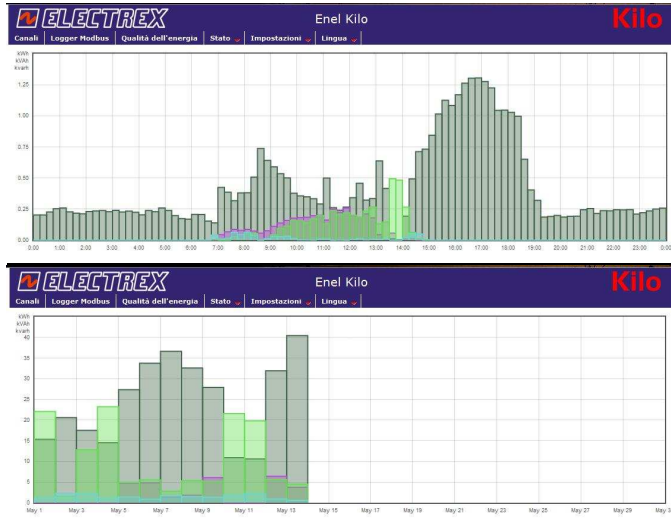 ELECTREX
Enel Kilo
Kilo
Canali Logger Modbus Qualità dell'energia Stato Impostazioni Lingua
kWh
kVAh
kvarh
1,25
1,00
0,75
0,50
0,25
0,00
0:00 1:00 2:00 3:00 4:00 5:00 6:00 7:00 8:00 9:00 10:00 11:00 12:00 13:00 14:00 15:00 16:00 17:00 18:00 19:00 20:00 21:00 22:00 23:00 0:00
ELECTREX
Enel Kilo
Kilo
Canali Logger Modbus Qualità dell'energia Stato Impostazioni Lingua
kWh
kVAh
kvarh
40
35
30
25
20
15
10
5
0
May 1 May 3 May 5 May 7 May 9 May 11 May 13 May 15 May 17 May 19 May 21 May 23 May 25 May 27 May 29